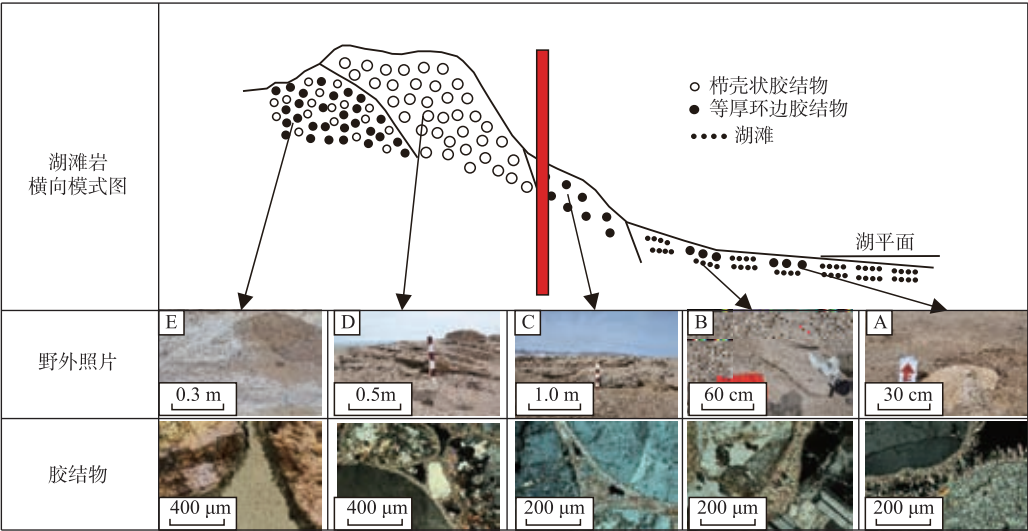 栉壳状胶结物
等厚环边胶结物
湖滩
湖滩岩
横向模式图
湖平面
E
D
C
B
A
野外照片
0.3 m
0.5m
1.0 m
60 cm
30 cm
胶结物
400 μm
400 μm
200 μm
200 μm
200 μm